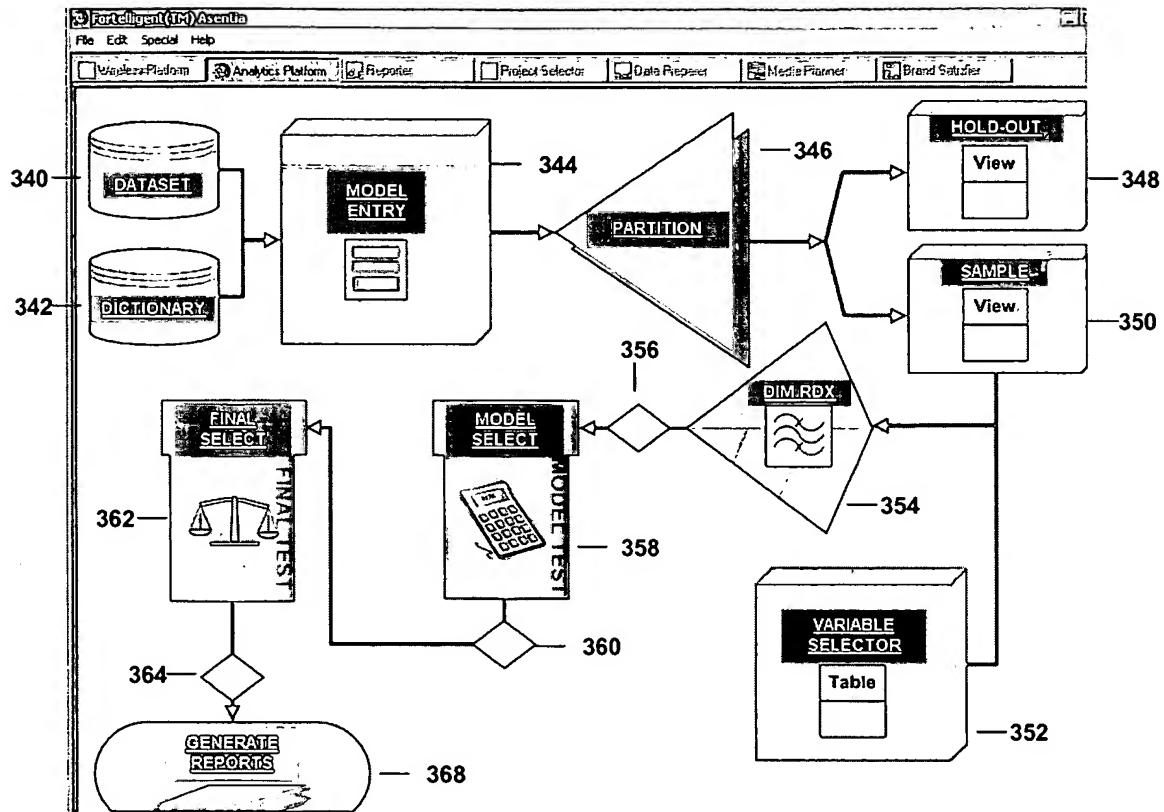 Fortelligent(TM) Asentia
File Edit Special Help
Wireless Platform Analytics Platform Reporter Project Selector Data Preparer Media Planner Brand Satisfier
340
DATASET
342
DICTIONARY
344
MODEL
ENTRY
346
PARTITION
HOLD-OUT
View
348
SAMPLE
View
350
356
DIM.RDX
354
MODEL
SELECT
MODEL TEST
358
FINAL
SELECT
FINAL TEST
362
360
364
VARIABLE
SELECTOR
Table
352
GENERATE
REPORTS
368